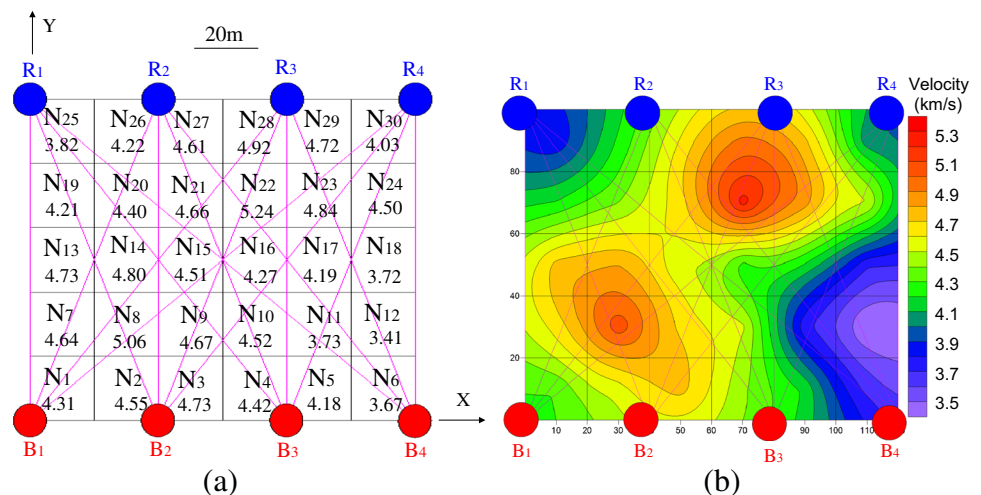 Y
20m
R1 R2 R3 R4
N25 N26 N27 N28 N29 N30
3.82 4.22 4.61 4.92 4.72 4.03
N19 N20 N21 N22 N23 N24
4.21 4.40 4.66 5.24 4.84 4.50
N13 N14 N15 N16 N17 N18
4.73 4.80 4.51 4.27 4.19 3.72
N7 N8 N9 N10 N11 N12
4.64 5.06 4.67 4.52 3.73 3.41
N1 N2 N3 N4 N5 N6
4.31 4.55 4.73 4.42 4.18 3.67
X
B1 B2 B3 B4
(a)
R1 R2 R3 R4
80
60
40
20
10 20 30 50 60 70 80 90 100
B1 B2 B3 B4
(b)
Velocity
(km/s)
5.3
5.1
4.9
4.7
4.5
4.3
4.1
3.9
3.7
3.5